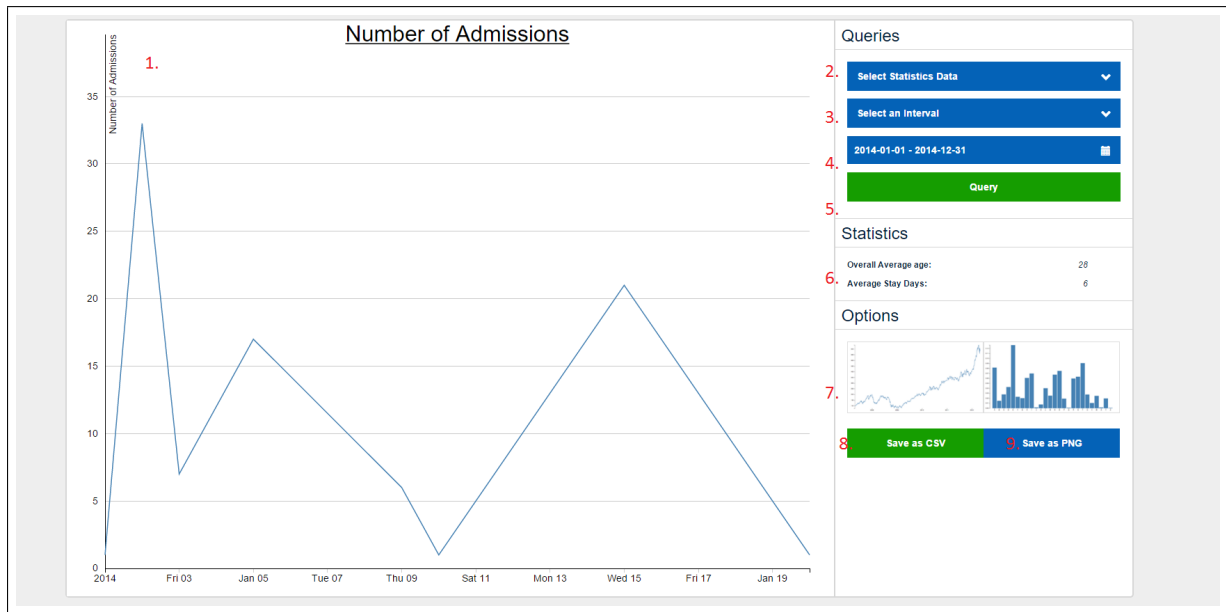 Number of Admissions
Number of Admissions
1.
35
30
25
20
15
10
5
0
2014 Fri 03 Jan 05 Tue 07 Thu 09 Sat 11 Mon 13 Wed 15 Fri 17 Jan 19
Queries
2. Select Statistics Data
3. Select an Interval
4. 2014-01-01 - 2014-12-31
5. Query
Statistics
Overall Average age: 28
6.
Average Stay Days: 6
Options
7.
8. Save as CSV
9. Save as PNG